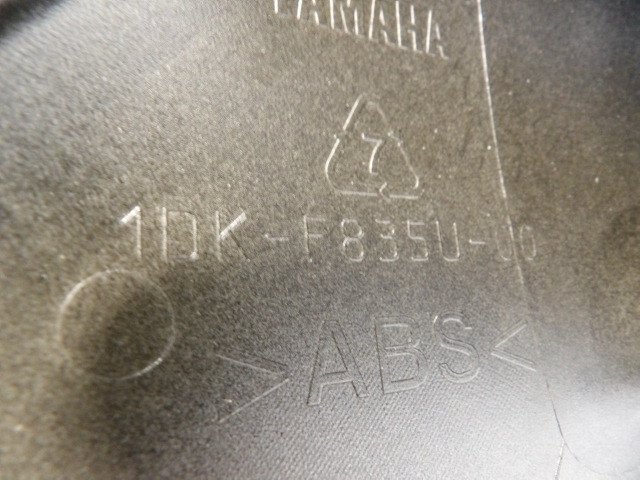 YAMAHA
7
1DK-F835U-00
>ABS<